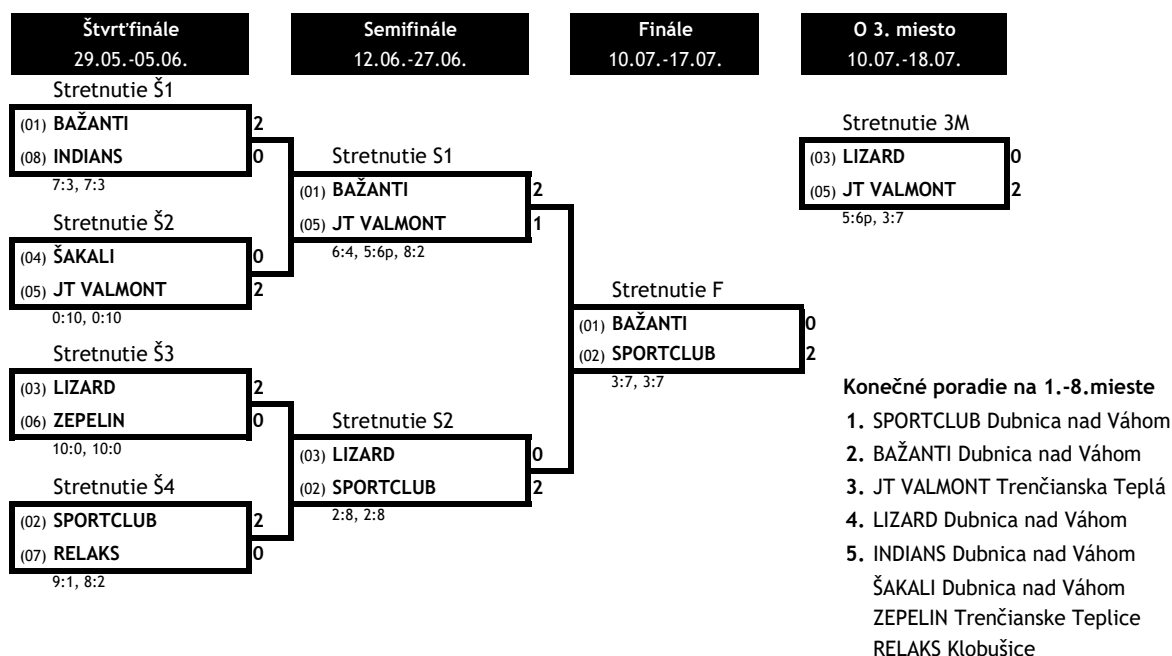 Štvrťfinále
29.05.-05.06.
Semifinále
12.06.-27.06.
Finále
10.07.-17.07.
O 3. miesto
10.07.-18.07.
Stretnutie Š1
(01) BAŽANTI 2
(08) INDIANS 0
7:3, 7:3
Stretnutie Š2
(04) ŠAKALI 0
(05) JT VALMONT 2
0:10, 0:10
Stretnutie Š3
(03) LIZARD 2
(06) ZEPELIN 0
10:0, 10:0
Stretnutie Š4
(02) SPORTCLUB 2
(07) RELAKS 0
9:1, 8:2
Stretnutie S1
(01) BAŽANTI 2
(05) JT VALMONT 1
6:4, 5:6p, 8:2
Stretnutie S2
(03) LIZARD 0
(02) SPORTCLUB 2
2:8, 2:8
Stretnutie F
(01) BAŽANTI 0
(02) SPORTCLUB 2
3:7, 3:7
Stretnutie 3M
(03) LIZARD 0
(05) JT VALMONT 2
5:6p, 3:7
Konečné poradie na 1.-8.mieste
1. SPORTCLUB Dubnica nad Váhom
2. BAŽANTI Dubnica nad Váhom
3. JT VALMONT Trenčianska Teplá
4. LIZARD Dubnica nad Váhom
5. INDIANS Dubnica nad Váhom
ŠAKALI Dubnica nad Váhom
ZEPELIN Trenčianske Teplice
RELAKS Klobušice